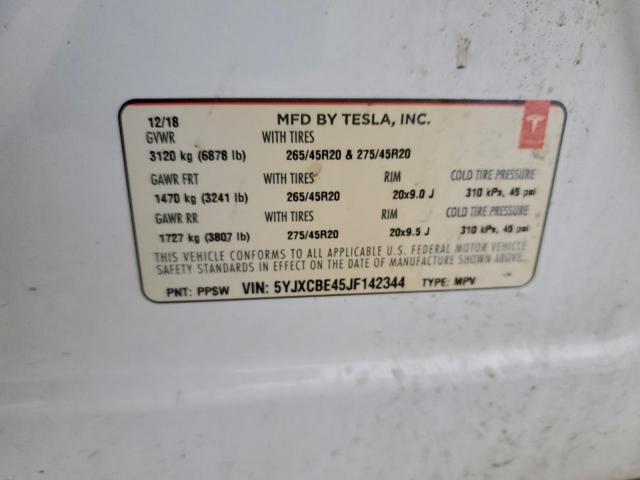 12/18 MFD BY TESLA, INC.
GVWR WITH TIRES
3120 kg (6878 lb) 265/45R20 & 275/45R20
GAWR FRT WITH TIRES RIM COLD TIRE PRESSURE
1470 kg (3241 lb) 265/45R20 20x9.0 J 310 kPa, 45 psi
GAWR RR WITH TIRES RIM COLD TIRE PRESSURE
1727 kg (3807 lb) 275/45R20 20x9.5 J 310 kPa, 45 psi
THIS VEHICLE CONFORMS TO ALL APPLICABLE U.S. FEDERAL MOTOR VEHICLE
SAFETY STANDARDS IN EFFECT ON THE DATE OF MANUFACTURE SHOWN ABOVE.
PNT: PPSW VIN: 5YJXCBE45JF142344 TYPE: MPV